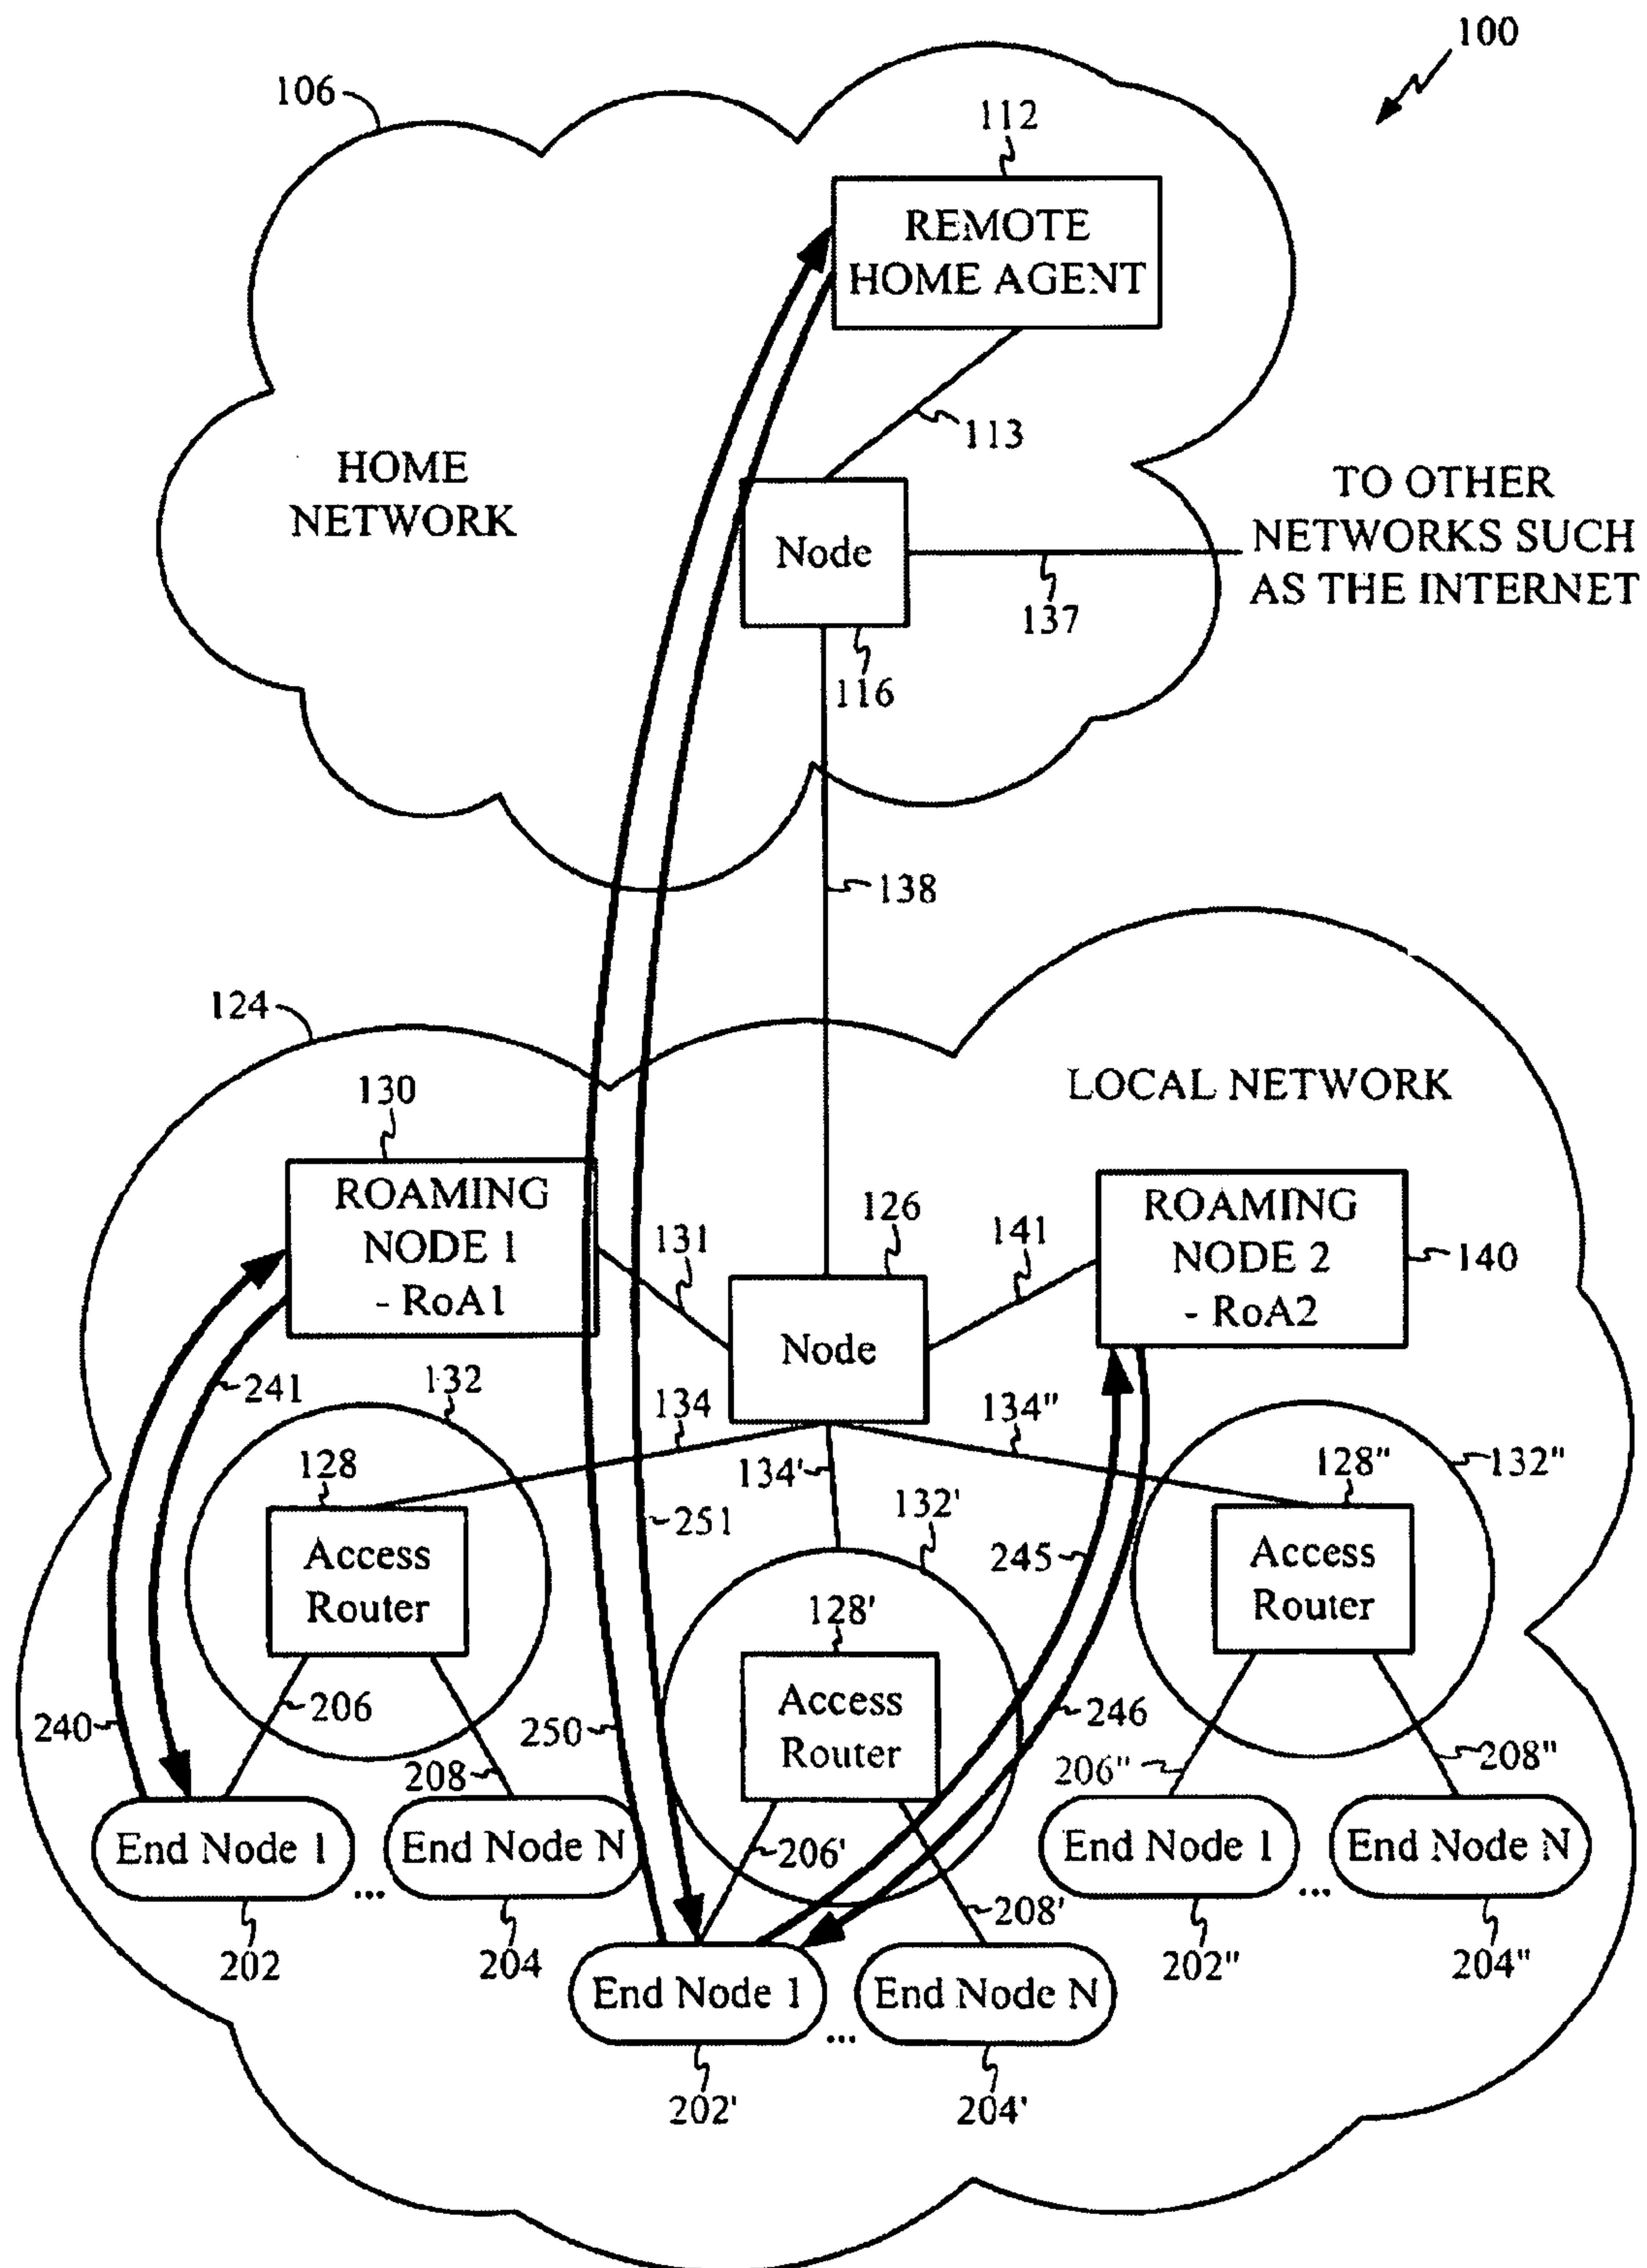 100
106
112
REMOTE
HOME AGENT
113
HOME
NETWORK
TO OTHER
NETWORKS SUCH
AS THE INTERNET
Node
137
116
138
124
LOCAL NETWORK
130
ROAMING
NODE 1
- RoA1
131
126
141
ROAMING
NODE 2
- RoA2
140
Node
241
132
134
134'
134"
128
Access
Router
251
132'
245
128"
132"
Access
Router
128'
Access
Router
240
206
250
246
208
206"
208"
End Node 1
...
End Node N
206'
End Node 1
...
End Node N
202
204
208'
202"
204"
End Node 1
...
End Node N
202'
204'